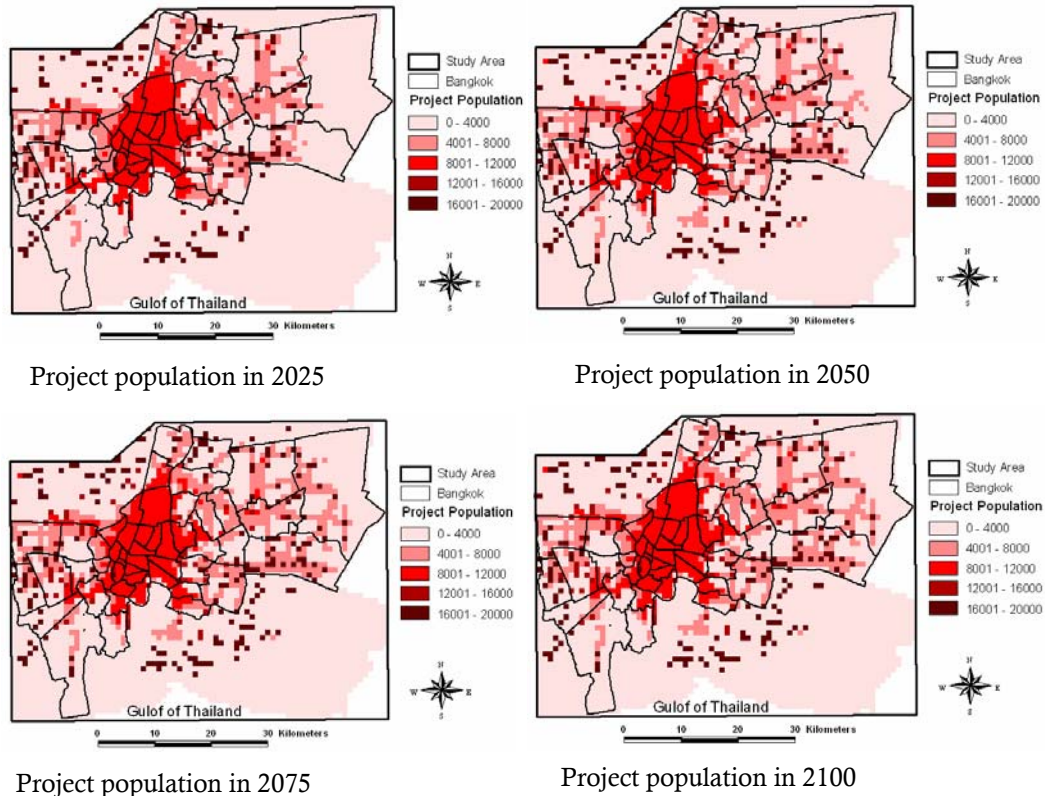 Study Area
Bangkok
Project Population
0 - 4000
4001 - 8000
8001 - 12000
12001 - 16000
16001 - 20000
N
W E
S
Gulof of Thailand
0 10 20 30 Kilometers
Project population in 2025
Study Area
Bangkok
Project Population
0 - 4000
4001 - 8000
8001 - 12000
12001 - 16000
16001 - 20000
N
W E
S
Gulof of Thailand
0 10 20 30 Kilometers
Project population in 2050
Study Area
Bangkok
Project Population
0 - 4000
4001 - 8000
8001 - 12000
12001 - 16000
16001 - 20000
N
W E
S
Gulof of Thailand
0 10 20 30 Kilometers
Project population in 2075
Study Area
Bangkok
Project Population
0 - 4000
4001 - 8000
8001 - 12000
12001 - 16000
16001 - 20000
N
W E
S
Gulof of Thailand
0 10 20 30 Kilometers
Project population in 2100